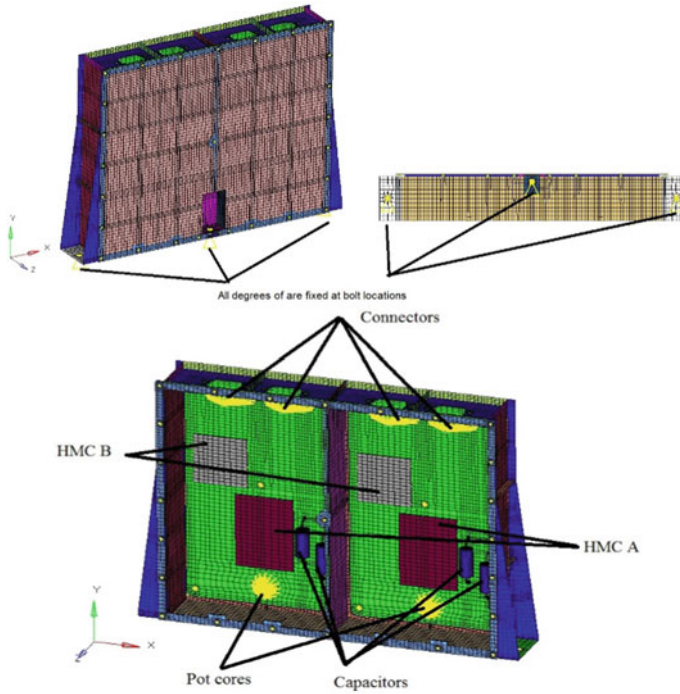 Y
X
Z
All degrees of are fixed at bolt locations
Connectors
HMC B
HMC A
Y
X
Z
Pot cores
Capacitors